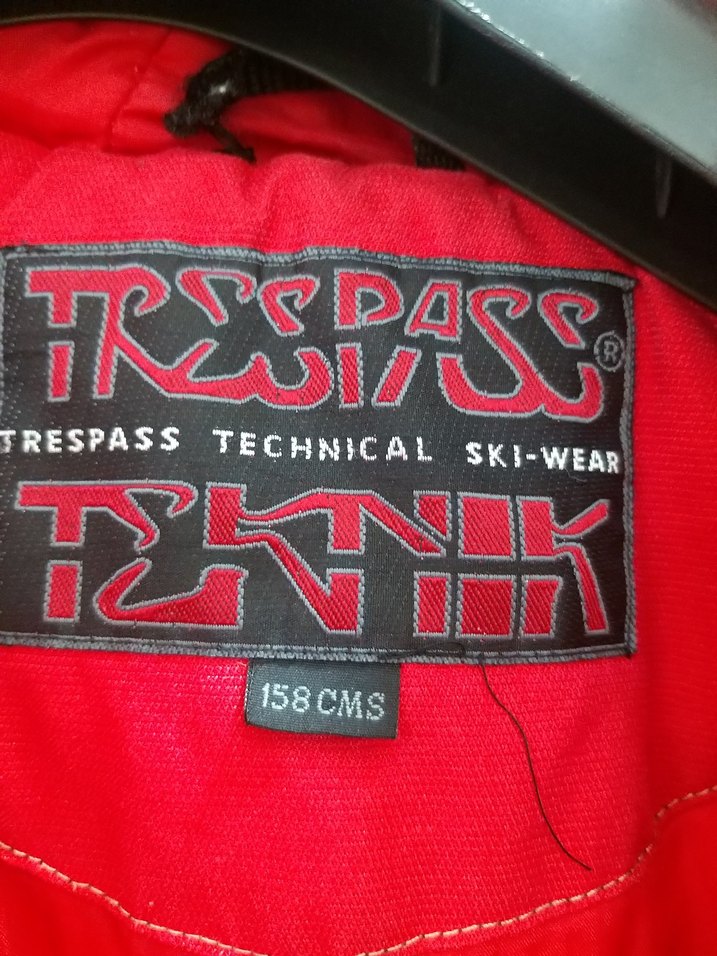 TRESPASS®
TRESPASS TECHNICAL SKI-WEAR
TEKNIK
158 CMS